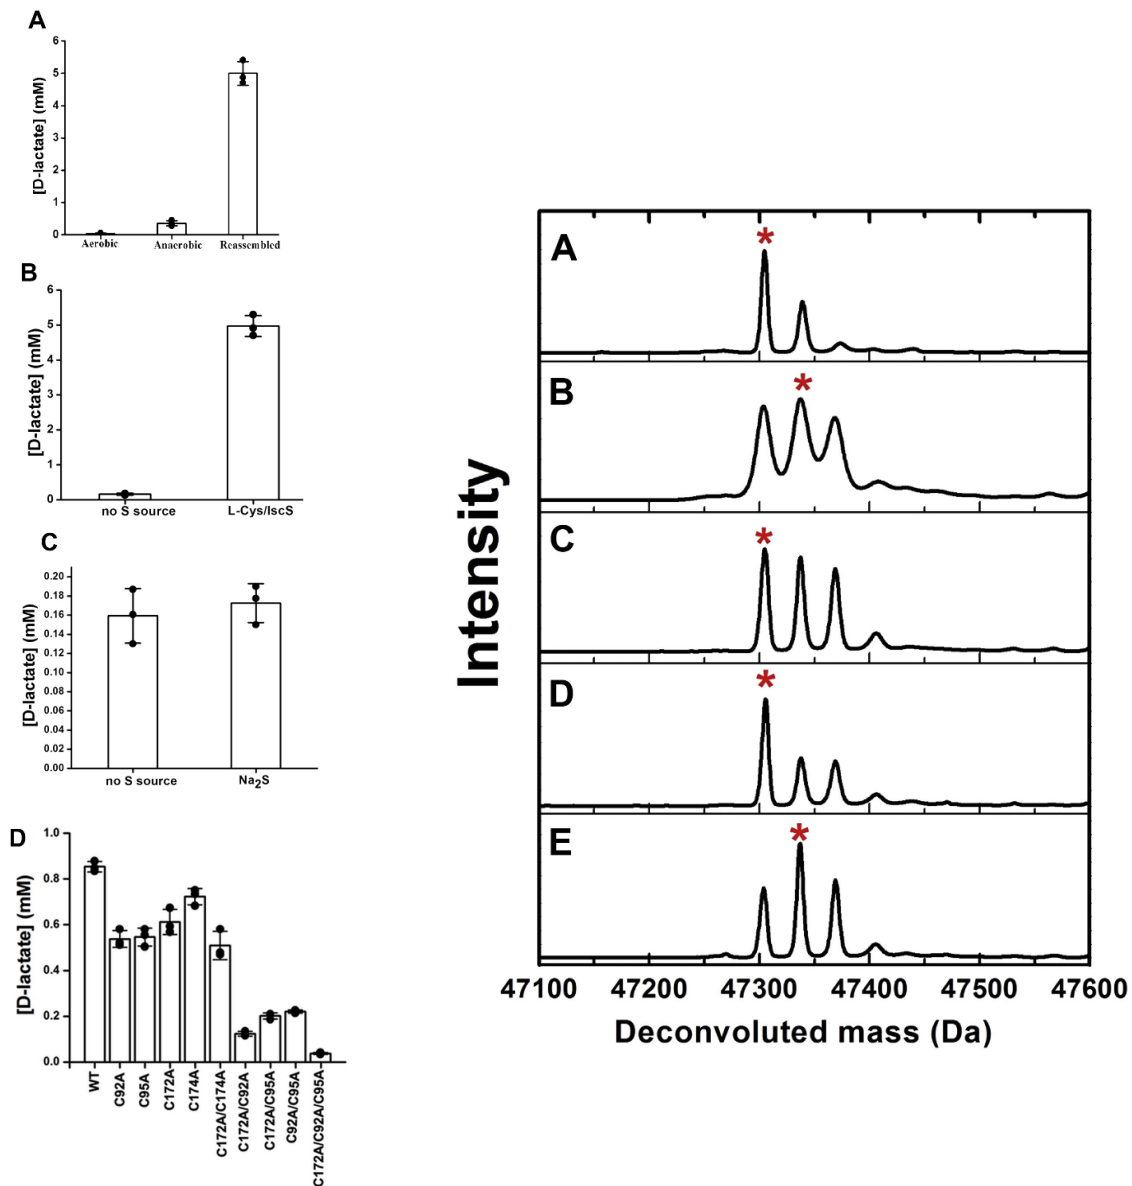 A
[D-lactate] (mM)
6
5
4
3
2
1
0
Aerobic Anaerobic Reassembled
B
[D-lactate] (mM)
6
5
4
3
2
1
0
no S source L-Cys/IscS
C
[D-lactate] (mM)
0.20
0.18
0.16
0.14
0.12
0.10
0.08
0.06
0.04
0.02
0.00
no S source Na2S
D
[D-lactate] (mM)
1.0
0.8
0.6
0.4
0.2
0.0
WT
C92A
C95A
C172A
C174A
C172A/C174A
C172A/C92A
C172A/C95A
C92A/C95A
C172A/C92A/C95A
Intensity
A
*
B
*
C
*
D
*
E
*
47100 47200 47300 47400 47500 47600
Deconvoluted mass (Da)